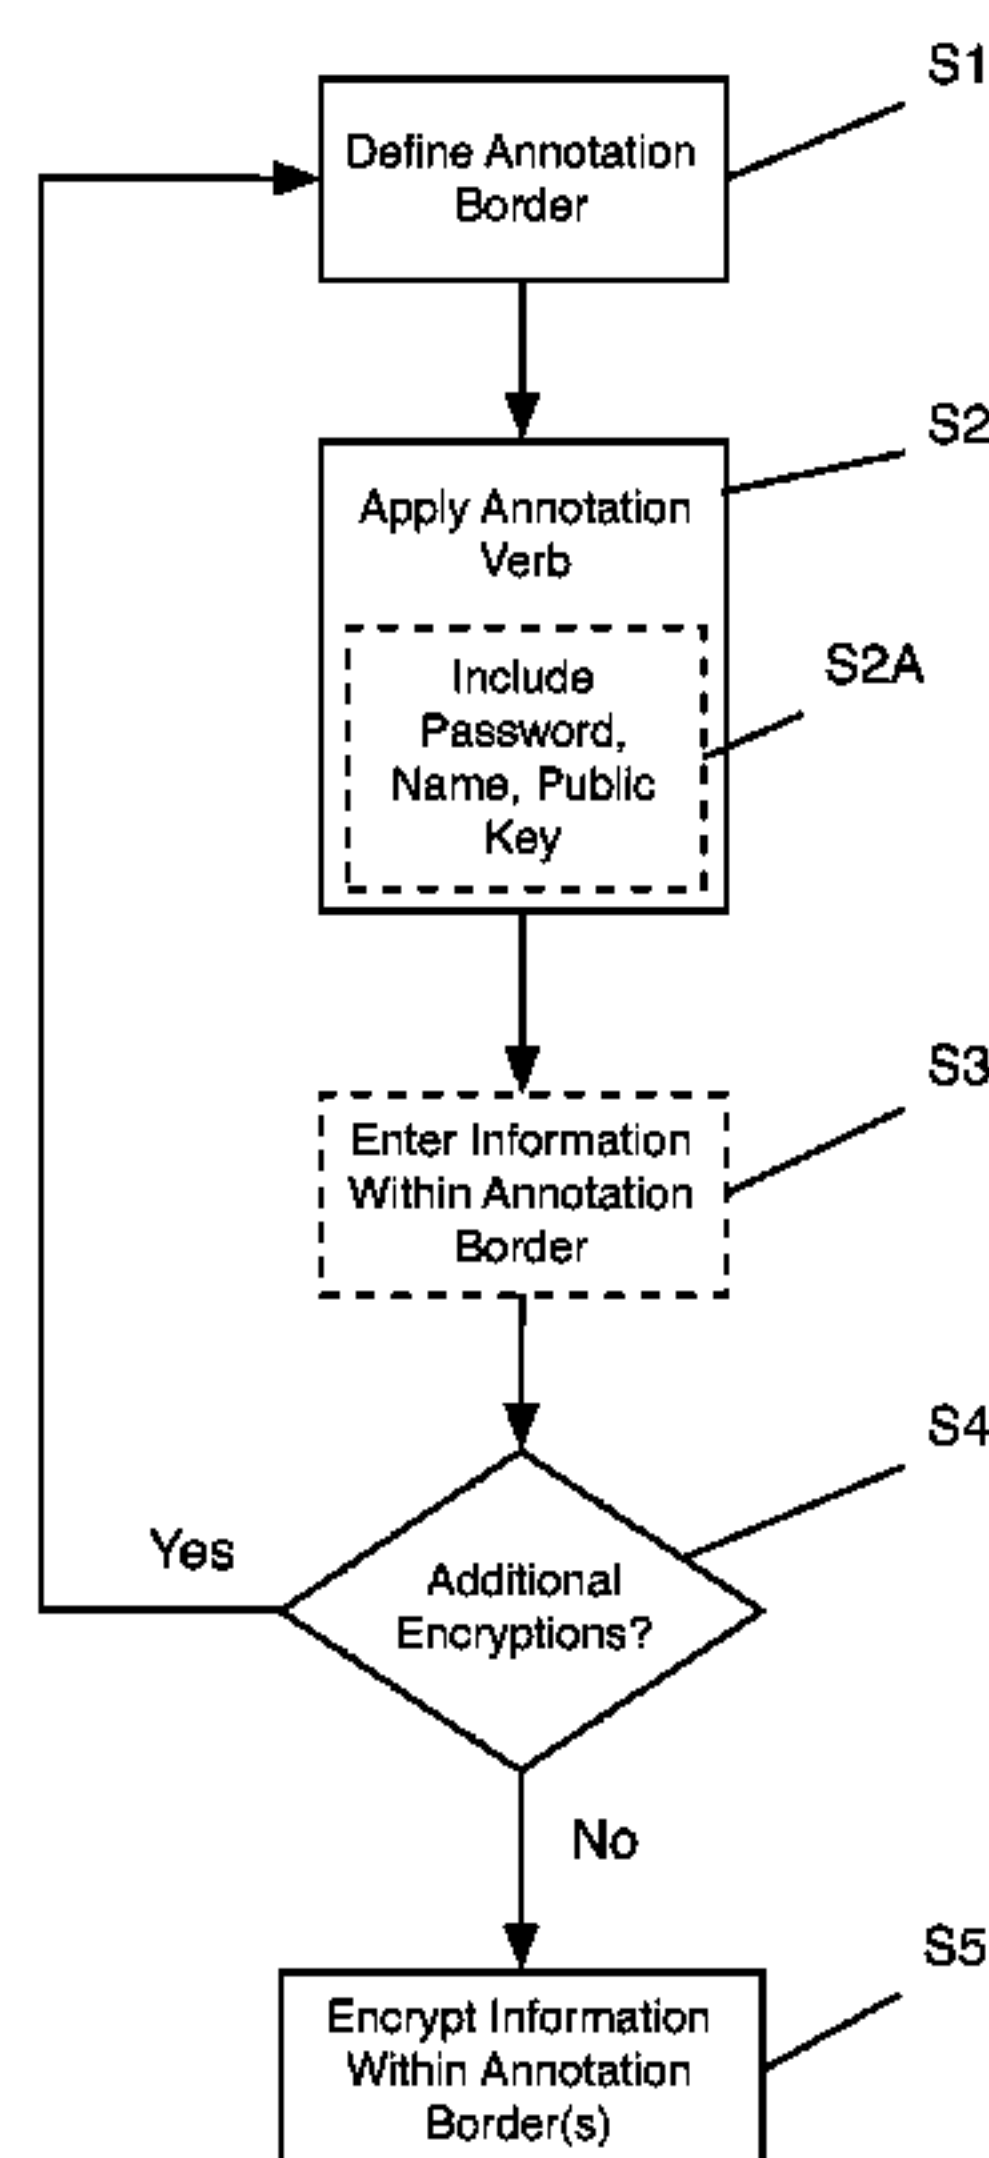 S1
Define Annotation
Border
S2
Apply Annotation
Verb
S2A
Include
Password,
Name, Public
Key
S3
Enter Information
Within Annotation
Border
S4
Yes
Additional
Encryptions?
No
S5
Encrypt Information
Within Annotation
Border(s)